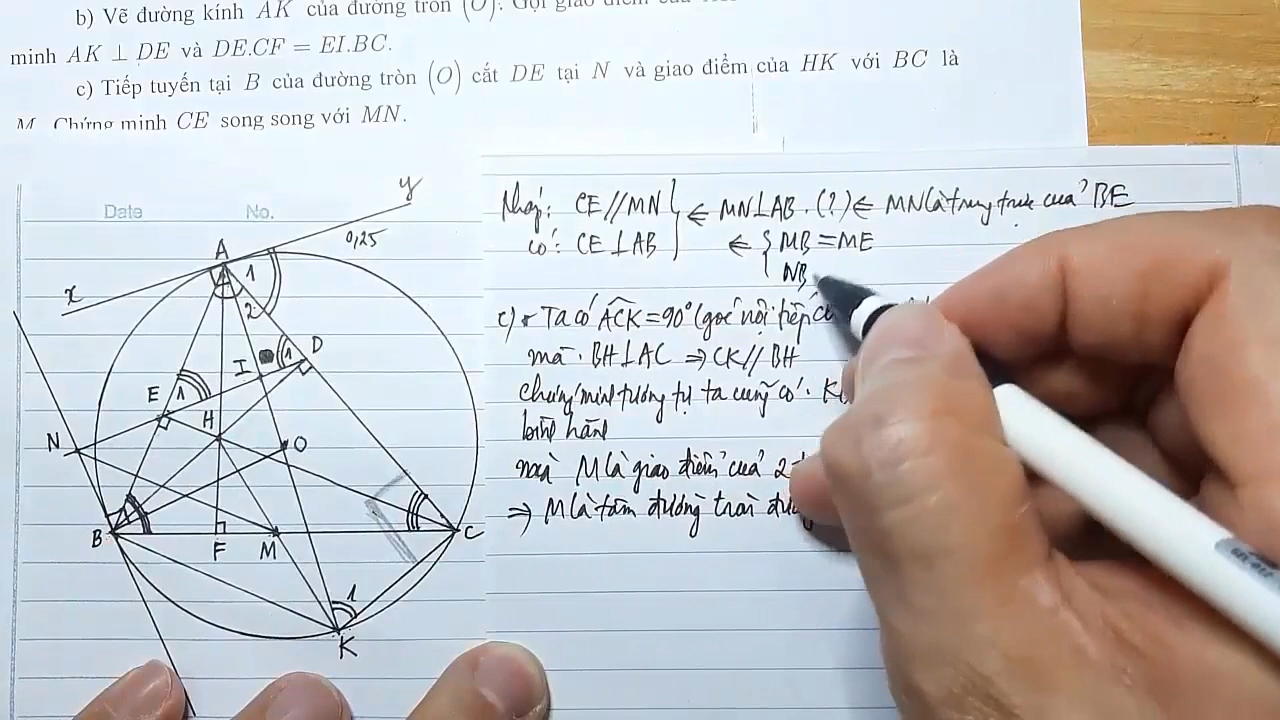 b) Vẽ đường kính AK của đường tròn (O). Gọi giao điểm của
minh AK ⊥ DE và DE.CF = EI.BC.
c) Tiếp tuyến tại B của đường tròn (O) cắt DE tại N và giao điểm của HK với BC là
M. Chứng minh CE song song với MN.
Date No.
Nháp: CE // MN ⇐ MN⊥AB. (?) ⇐ MN là trung trực của BE
có: CE ⊥ AB ⇐ { MB = ME
NB
c) + Ta có ACK = 90° (góc nội tiếp
mà BH⊥AC ⇒ CK // BH
chứng minh tương tự ta cũng có
bình hành
mà M là giao điểm của 2
⇒ M là tâm đường tròn
y
0,25
A
1
x
2
I
1
D
E
1
H
N
O
B
F
M
C
1
K